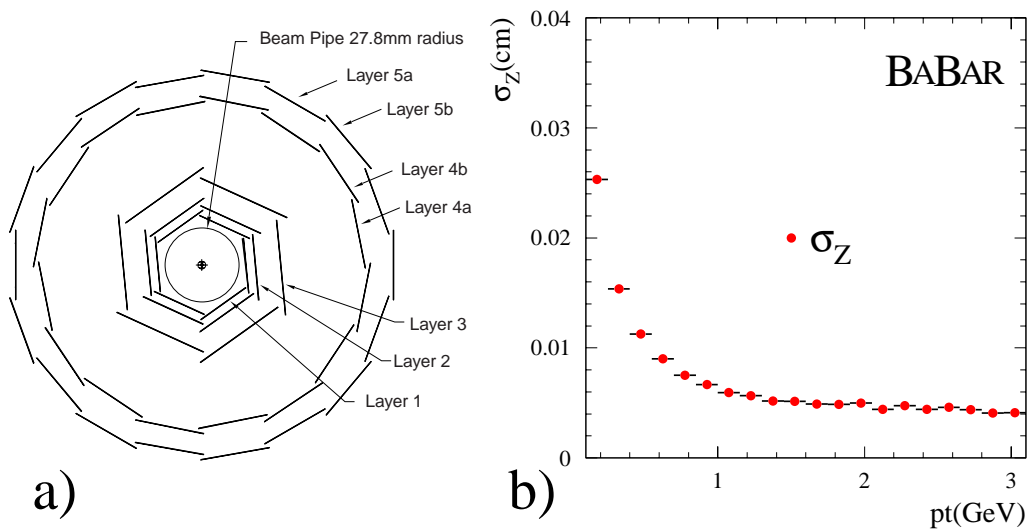 Beam Pipe 27.8mm radius
Layer 5a
Layer 5b
Layer 4b
Layer 4a
Layer 3
Layer 2
Layer 1
a)
σZ(cm)
0.04
0.03
0.02
0.01
0
BABAR
σZ
1
2
3
pt(GeV)
b)